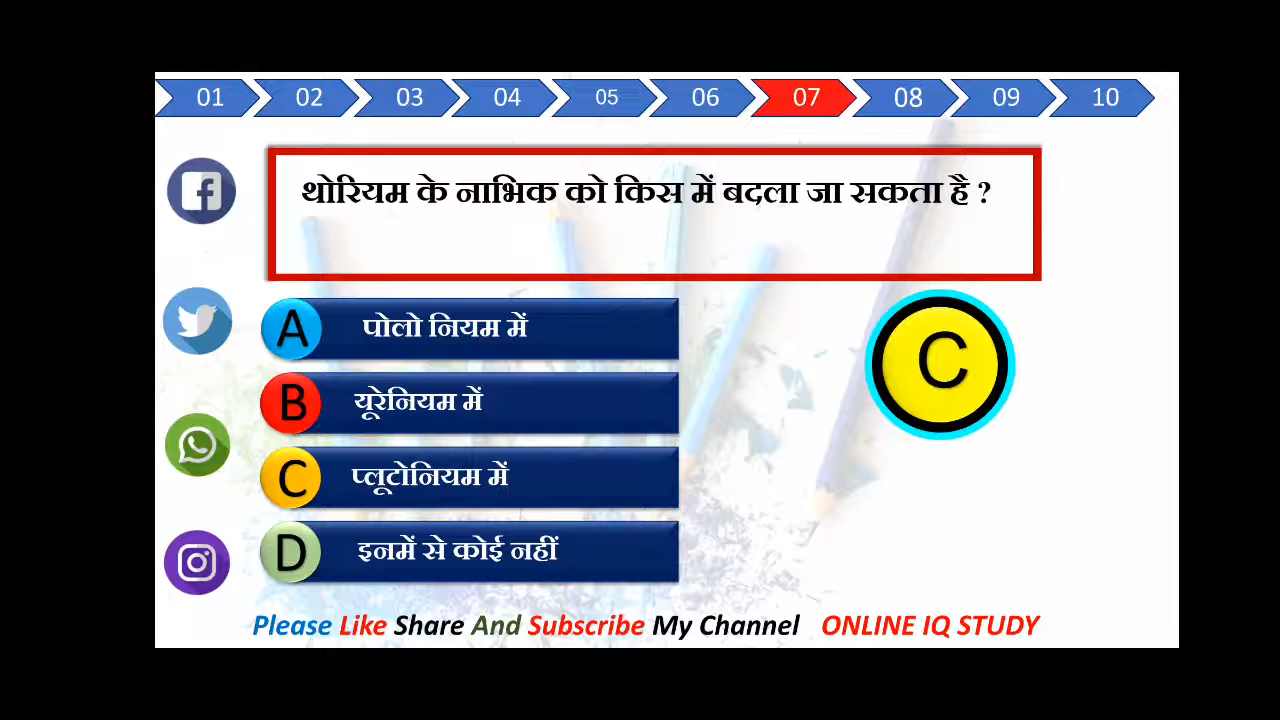 01 02 03 04 05 06 07 08 09 10
थोरियम के नाभिक को किस में बदला जा सकता है ?
A पोलो नियम में
B यूरेनियम में
C प्लूटोनियम में
D इनमें से कोई नहीं
C
Please Like Share And Subscribe My Channel ONLINE IQ STUDY